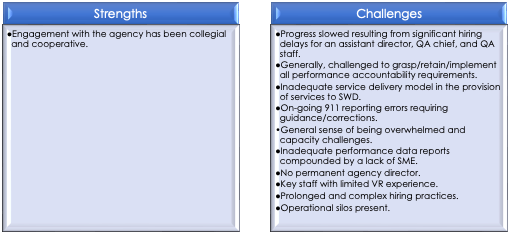 Strengths
●Engagement with the agency has been collegial
and cooperative.
Challenges
●Progress slowed resulting from significant hiring
delays for an assistant director, QA chief, and QA
staff.
●Generally, challenged to grasp/retain/implement
all performance accountability requirements.
●Inadequate service delivery model in the provision
of services to SWD.
●On-going 911 reporting errors requiring
guidance/corrections.
•General sense of being overwhelmed and
capacity challenges.
●Inadequate performance data reports
compounded by a lack of SME.
●No permanent agency director.
●Key staff with limited VR experience.
●Prolonged and complex hiring practices.
●Operational silos present.